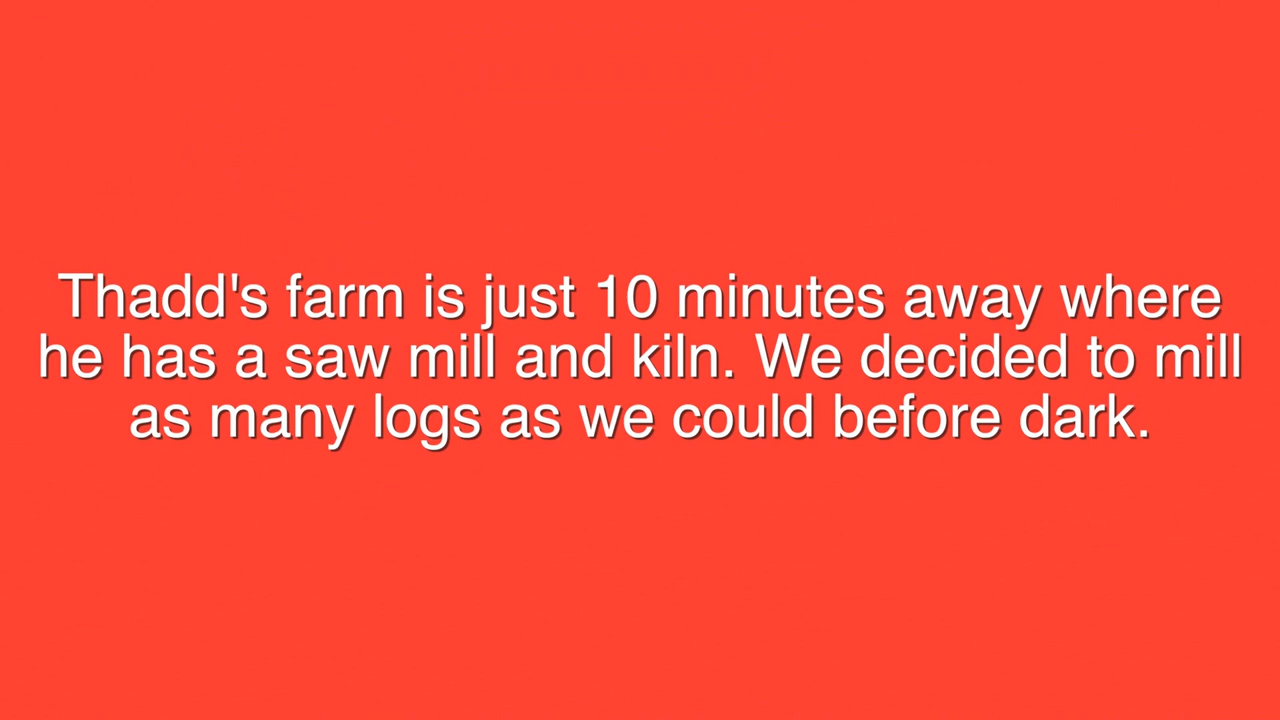 Thadd's farm is just 10 minutes away where
he has a saw mill and kiln. We decided to mill
as many logs as we could before dark.